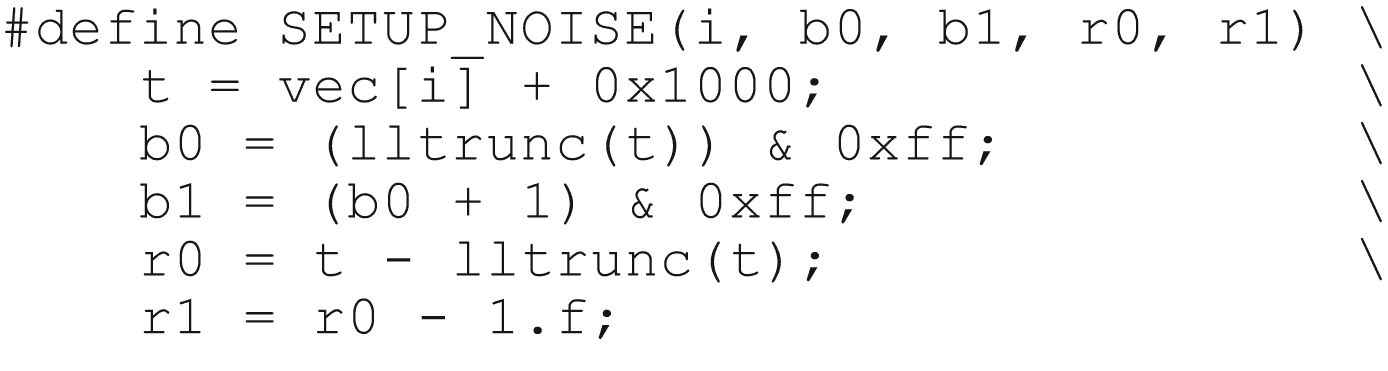 #define SETUP_NOISE(i, b0, b1, r0, r1) \
    t = vec[i] + 0x1000;               \
    b0 = (lltrunc(t)) & 0xff;          \
    b1 = (b0 + 1) & 0xff;              \
    r0 = t - lltrunc(t);               \
    r1 = r0 - 1.f;